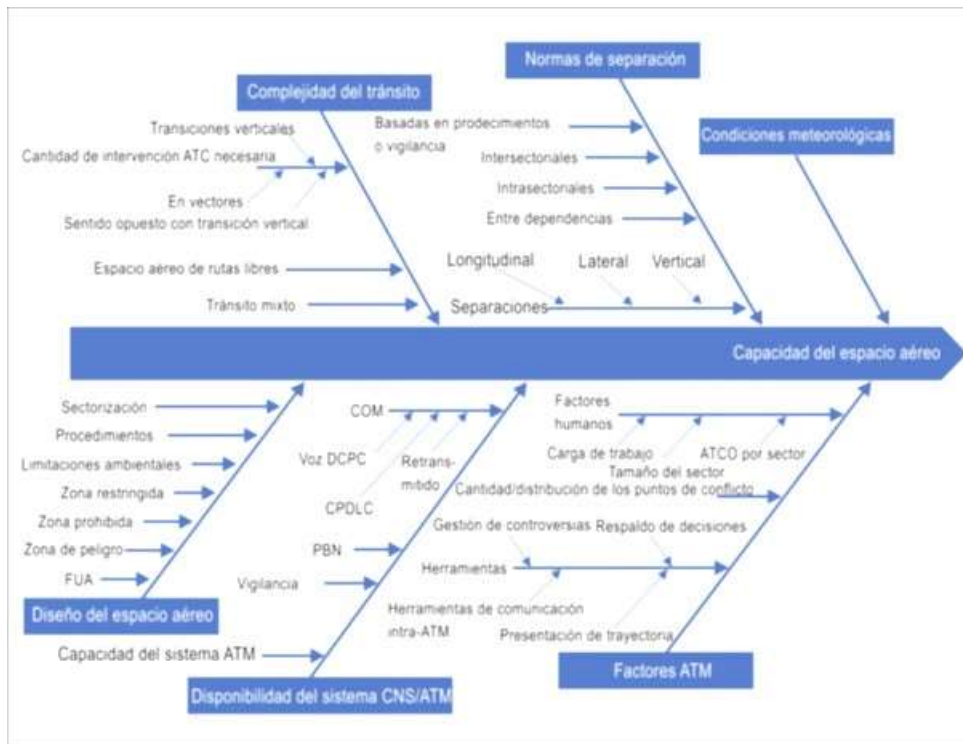 Normas de separación
Complejidad del tránsito
Condiciones meteorológicas
Transiciones verticales
Cantidad de intervención ATC necesaria
En vectores
Sentido opuesto con transición vertical
Espacio aéreo de rutas libres
Tránsito mixto
Basadas en prodecimientos
o vigilancia
Intersectonales
Intrasectonales
Entre dependencias
Longitudinal
Lateral
Vertical
Separaciones
Capacidad del espacio aéreo
Sectorización
Procedimientos
Limitaciones ambientales
Zona restringida
Zona prohibida
Zona de peligro
FUA
Diseño del espacio aéreo
COM
Voz DCPC
CPDLC
Retrans-
mitido
PBN
Vigilancia
Capacidad del sistema ATM
Disponibilidad del sistema CNS/ATM
Factores
humanos
Carga de trabajo
Tamaño del sector
ATCO por sector
Cantidad/distribución de los puntos de conflicto
Gestión de controversias
Respaldo de decisiones
Herramientas
Herramientas de comunicación
intra-ATM
Presentación de trayectoria
Factores ATM